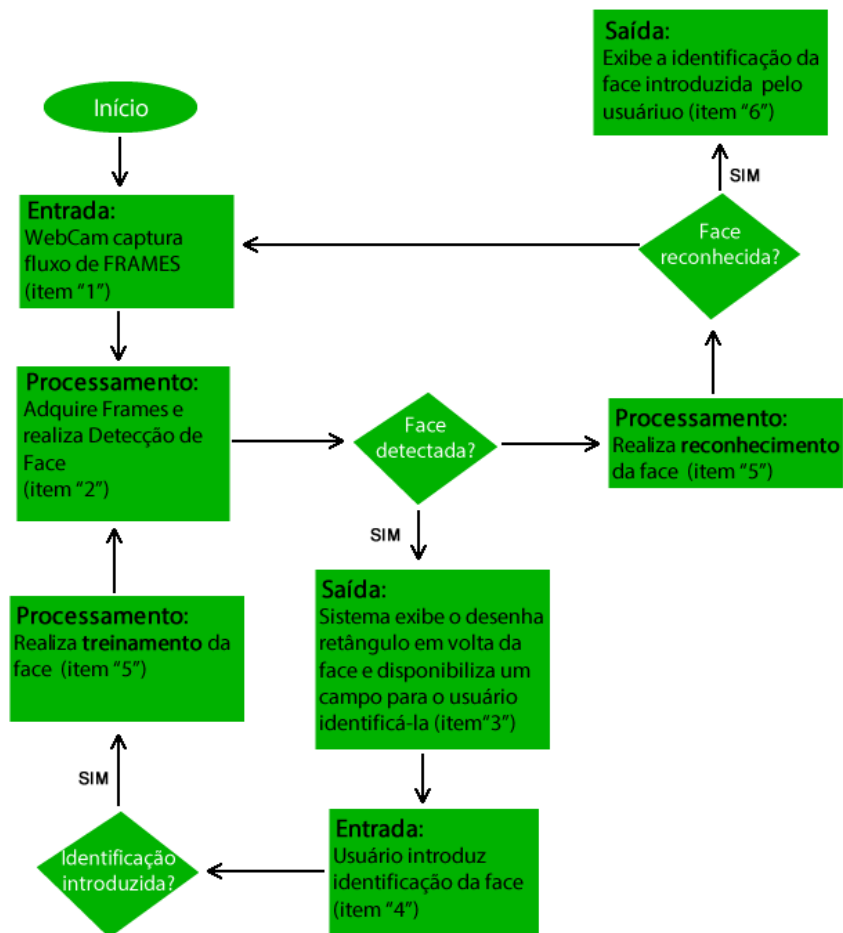 Início
Entrada:
WebCam captura
fluxo de FRAMES
(item “1”)
Processamento:
Adquire Frames e
realiza Detecção de
Face
(item “2”)
Face
detectada?
SIM
Saída:
Sistema exibe o desenha
retângulo em volta da
face e disponibiliza um
campo para o usuário
identificá-la (item“3”)
Entrada:
Usuário introduz
identificação da face
(item “4”)
Identificação
introduzida?
SIM
Processamento:
Realiza treinamento da
face (item “5”)
Processamento:
Realiza reconhecimento
da face (item “5”)
Face
reconhecida?
SIM
Saída:
Exibe a identificação da
face introduzida pelo
usuáriuo (item “6”)